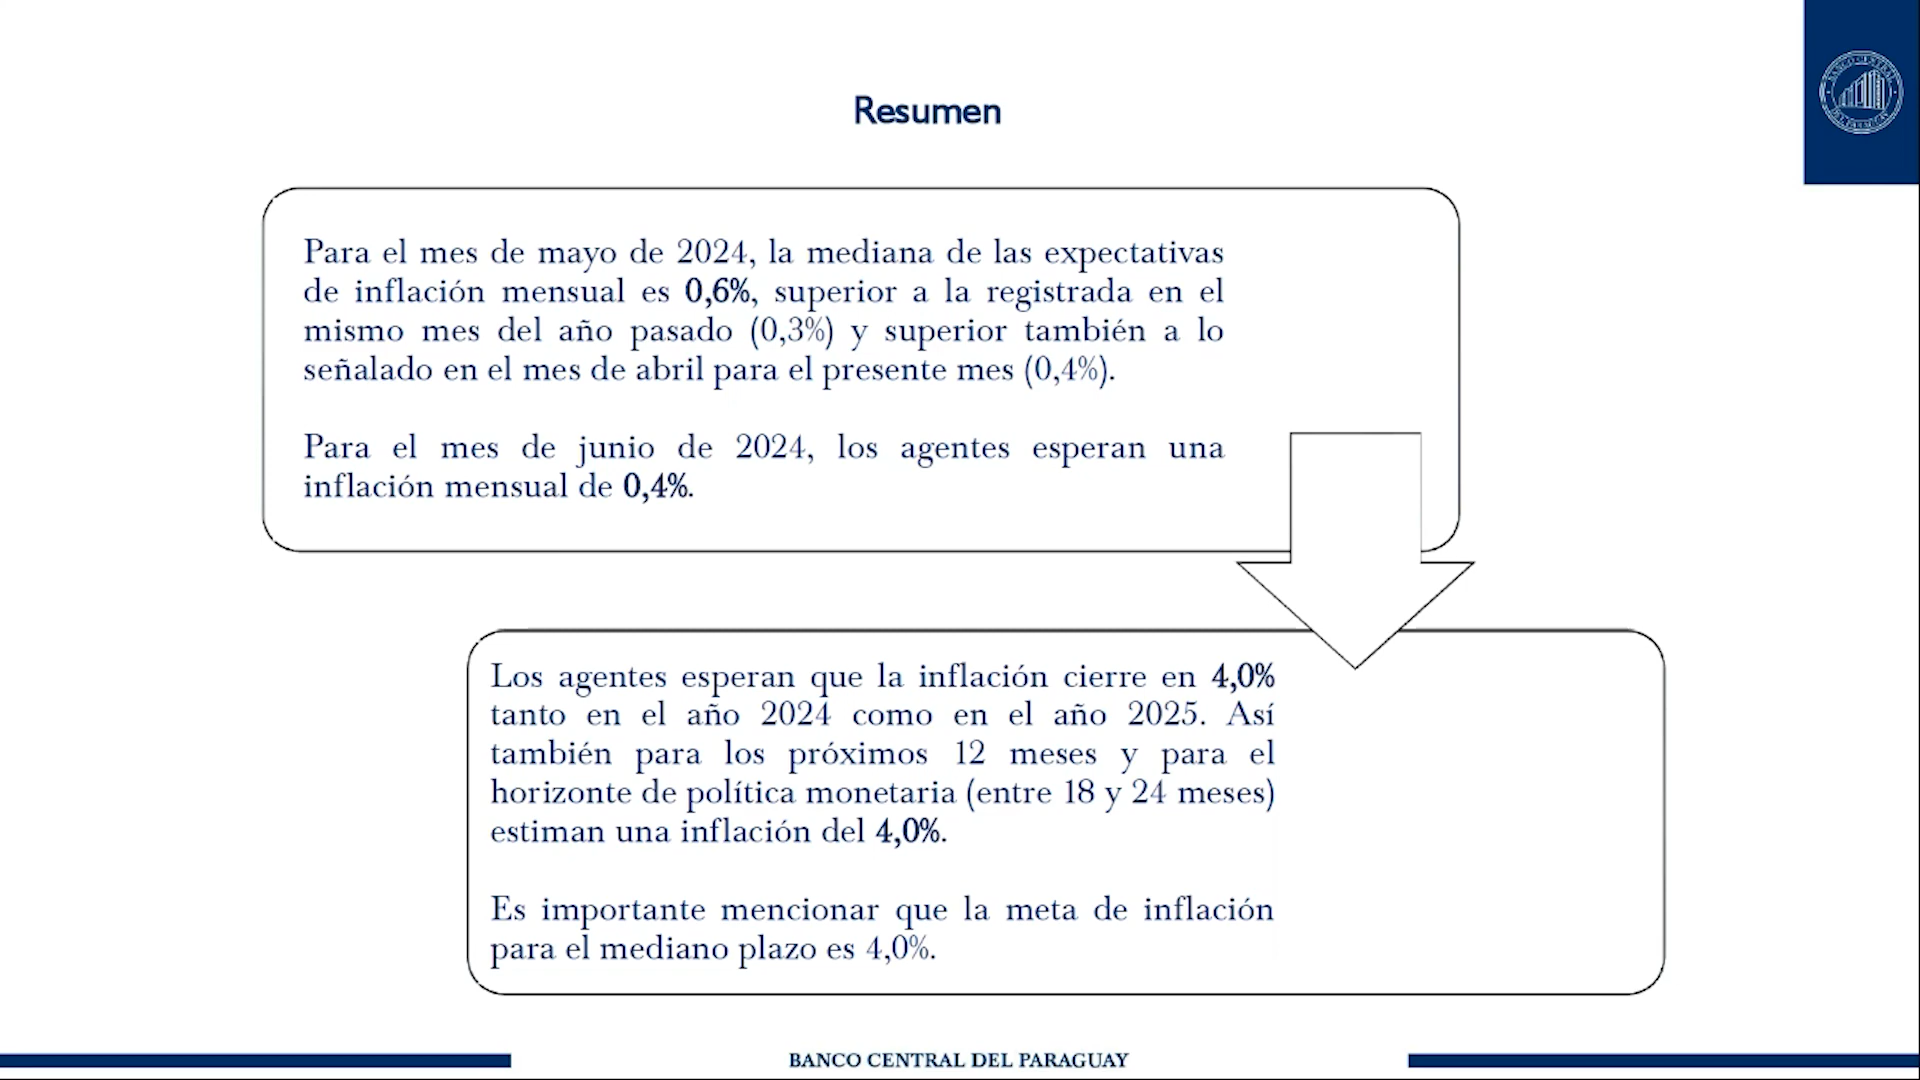 Resumen
BANCO CENTRAL
DEL PARAGUAY
Para el mes de mayo de 2024, la mediana de las expectativas
de inflación mensual es 0,6%, superior a la registrada en el
mismo mes del año pasado (0,3%) y superior también a lo
señalado en el mes de abril para el presente mes (0,4%).
Para el mes de junio de 2024, los agentes esperan una
inflación mensual de 0,4%.
Los agentes esperan que la inflación cierre en 4,0%
tanto en el año 2024 como en el año 2025. Así
también para los próximos 12 meses y para el
horizonte de política monetaria (entre 18 y 24 meses)
estiman una inflación del 4,0%.
Es importante mencionar que la meta de inflación
para el mediano plazo es 4,0%.
BANCO CENTRAL DEL PARAGUAY